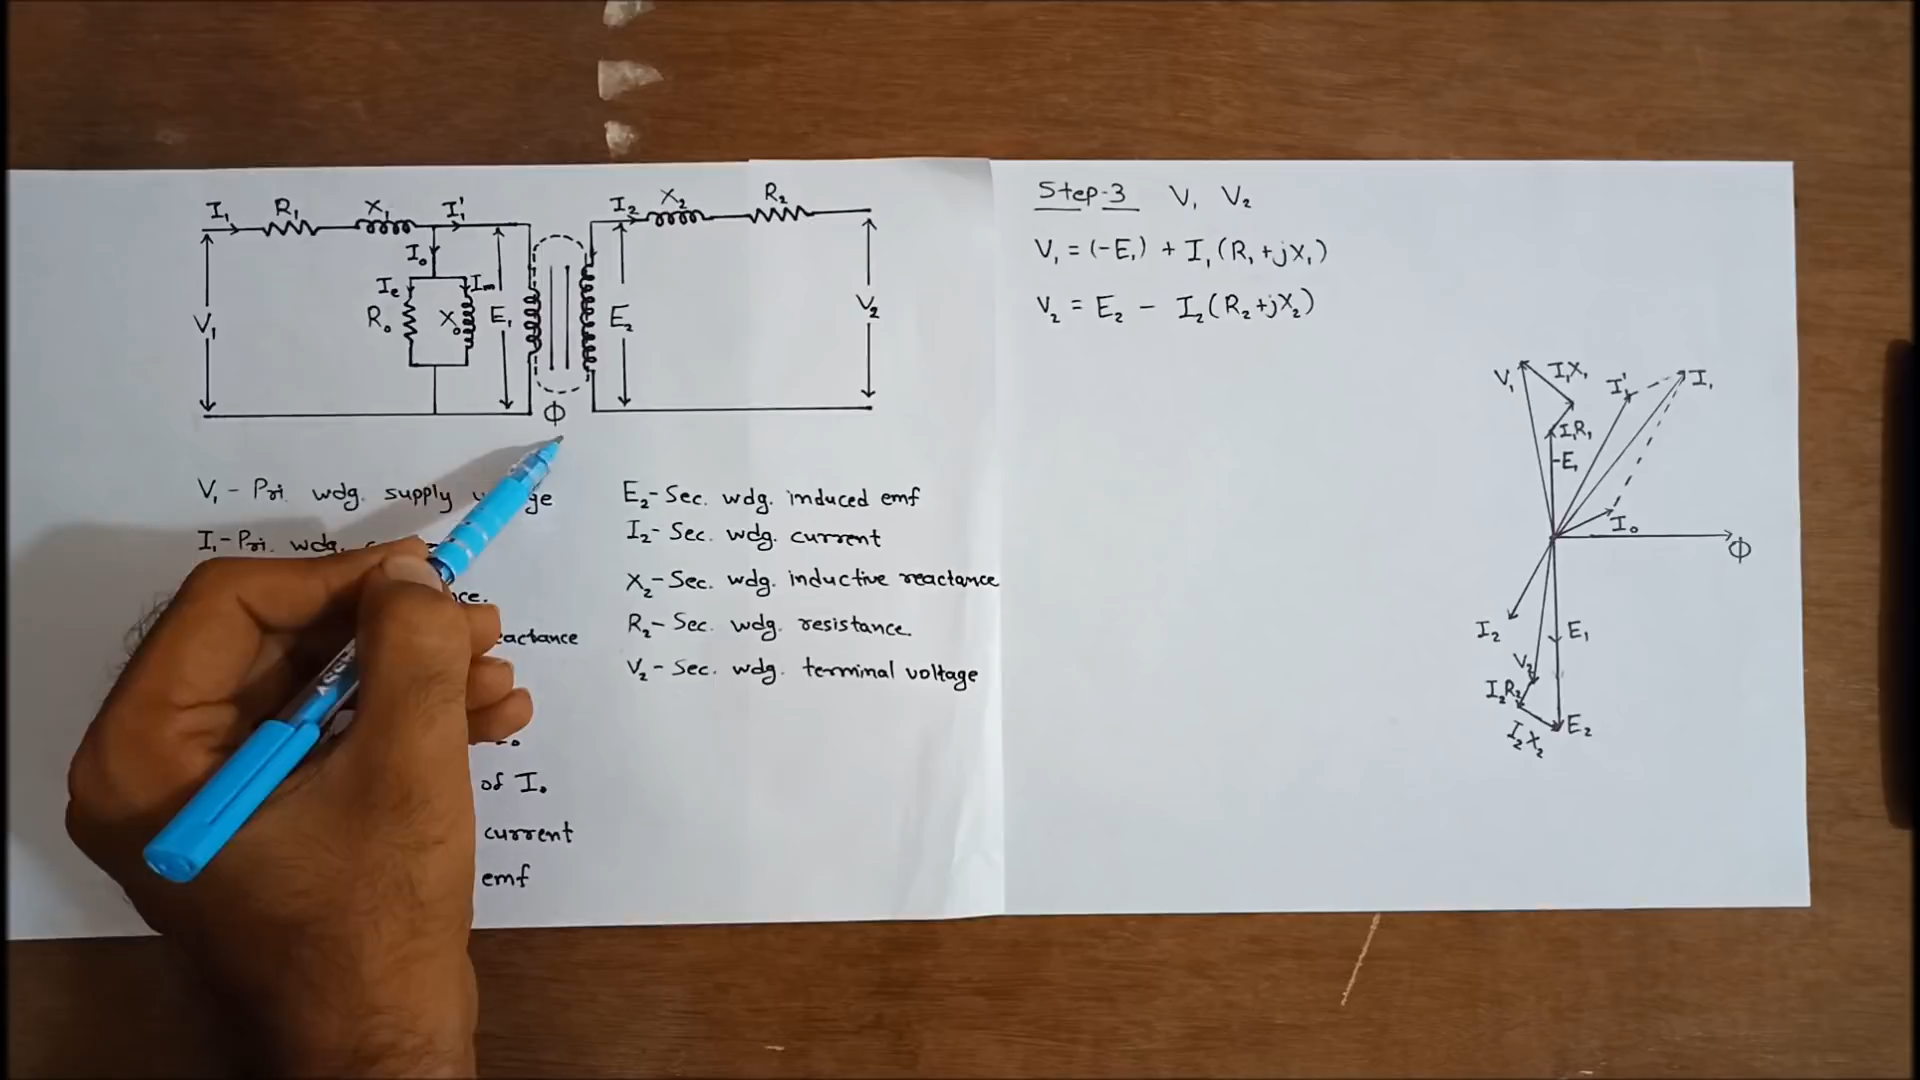 I₁ R₁ X₁ I₁' I₂ X₂ R₂
I₀
Iₑ Iₘ
V₁ R₀ X₀ E₁ E₂ V₂
Φ
V₁ - Pri. wdg. supply
I₁ - Pri. wdg.
of I₀
current
emf
E₂ - Sec. wdg. induced emf
I₂ - Sec. wdg. current
X₂ - Sec. wdg. inductive reactance
R₂ - Sec. wdg. resistance.
V₂ - Sec. wdg. terminal voltage
Step-3 V₁ V₂
V₁ = (-E₁) + I₁ (R₁ + jX₁)
V₂ = E₂ - I₂ (R₂ + jX₂)
V₁ I₁X₁ I₁' I₁
I₁R₁
-E₁
I₀
Φ
I₂ E₁
V₂
I₂R₂
E₂
I₂X₂